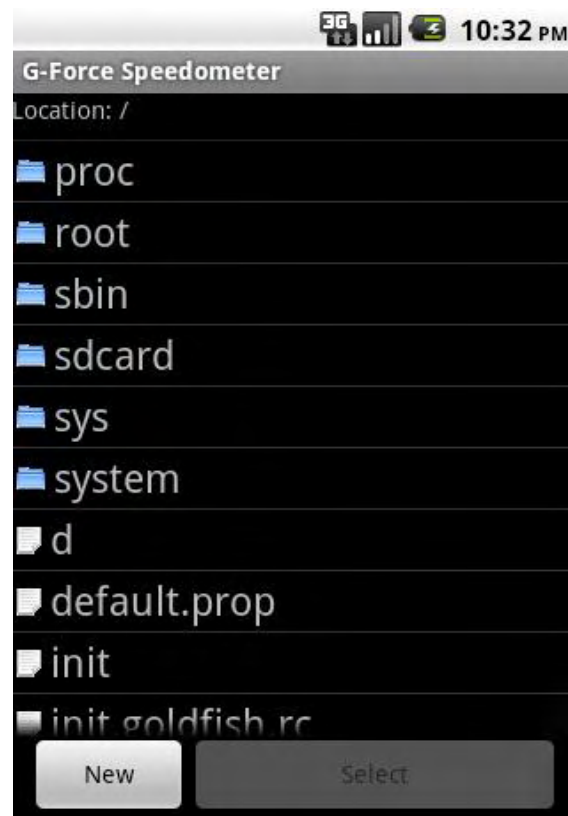 3G 10:32 PM
G-Force Speedometer
Location: /
proc
root
sbin
sdcard
sys
system
d
default.prop
init
init.goldfish.rc
New Select